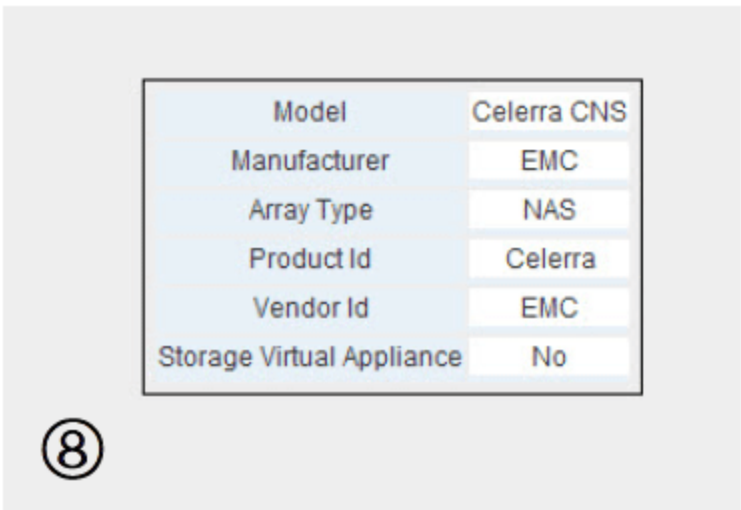 Model Celerra CNS
Manufacturer EMC
Array Type NAS
Product Id Celerra
Vendor Id EMC
Storage Virtual Appliance No
⑧